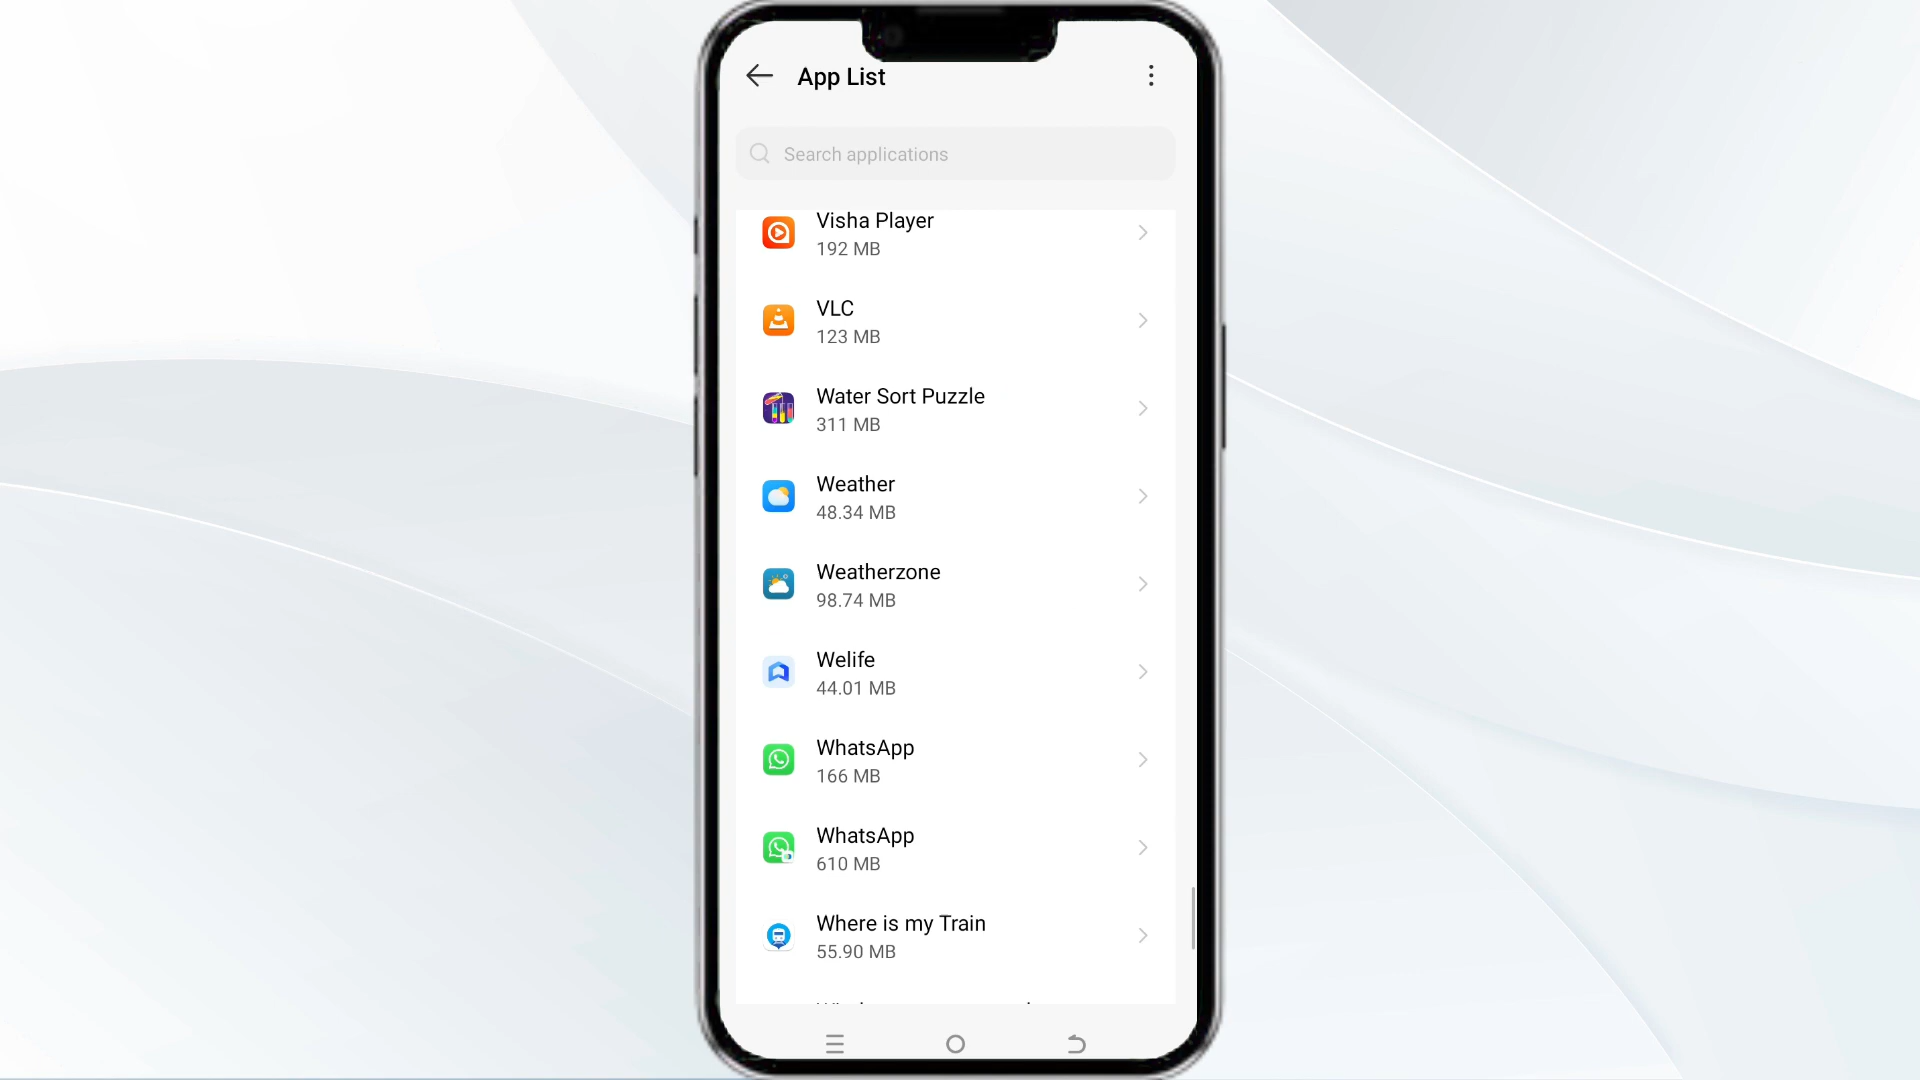 App List
Search applications
Visha Player
192 MB
VLC
123 MB
Water Sort Puzzle
311 MB
Weather
48.34 MB
Weatherzone
98.74 MB
Welife
44.01 MB
WhatsApp
166 MB
WhatsApp
610 MB
Where is my Train
55.90 MB